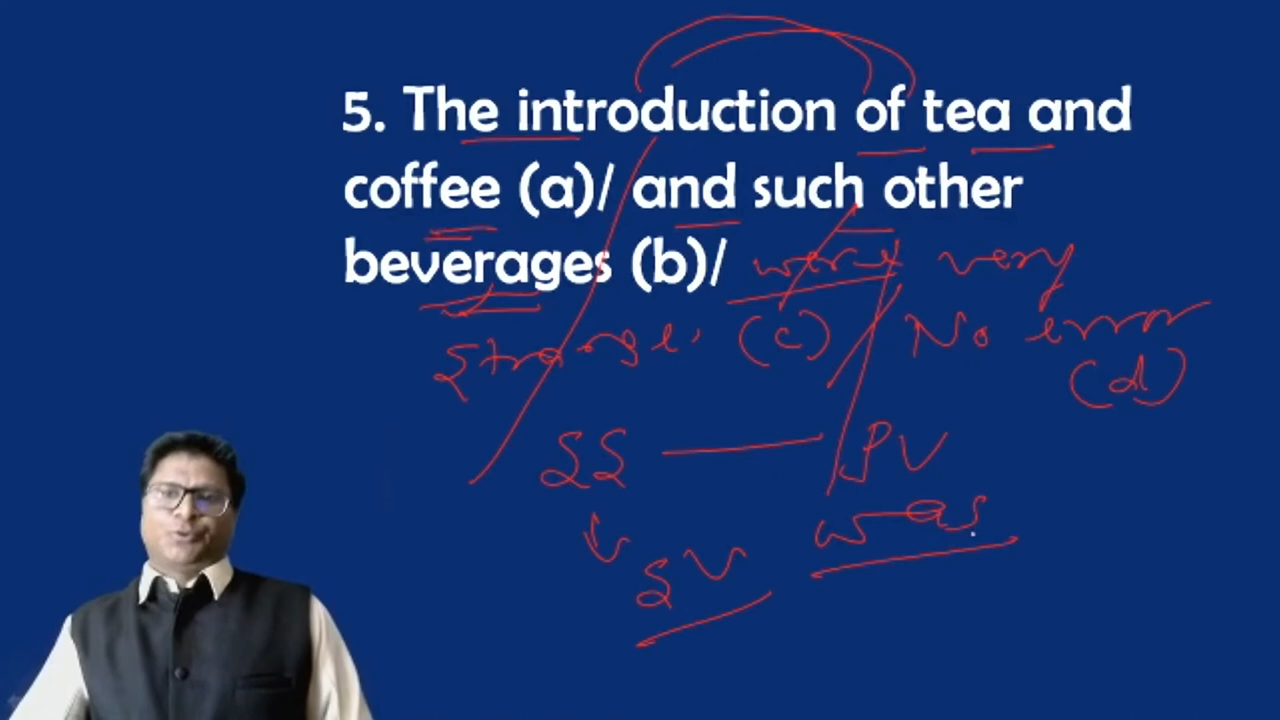 5. The introduction of tea and
coffee (a)/ and such other
beverages (b)/ were very
strange. (c) / No error
(d)
SS — PV
SV was